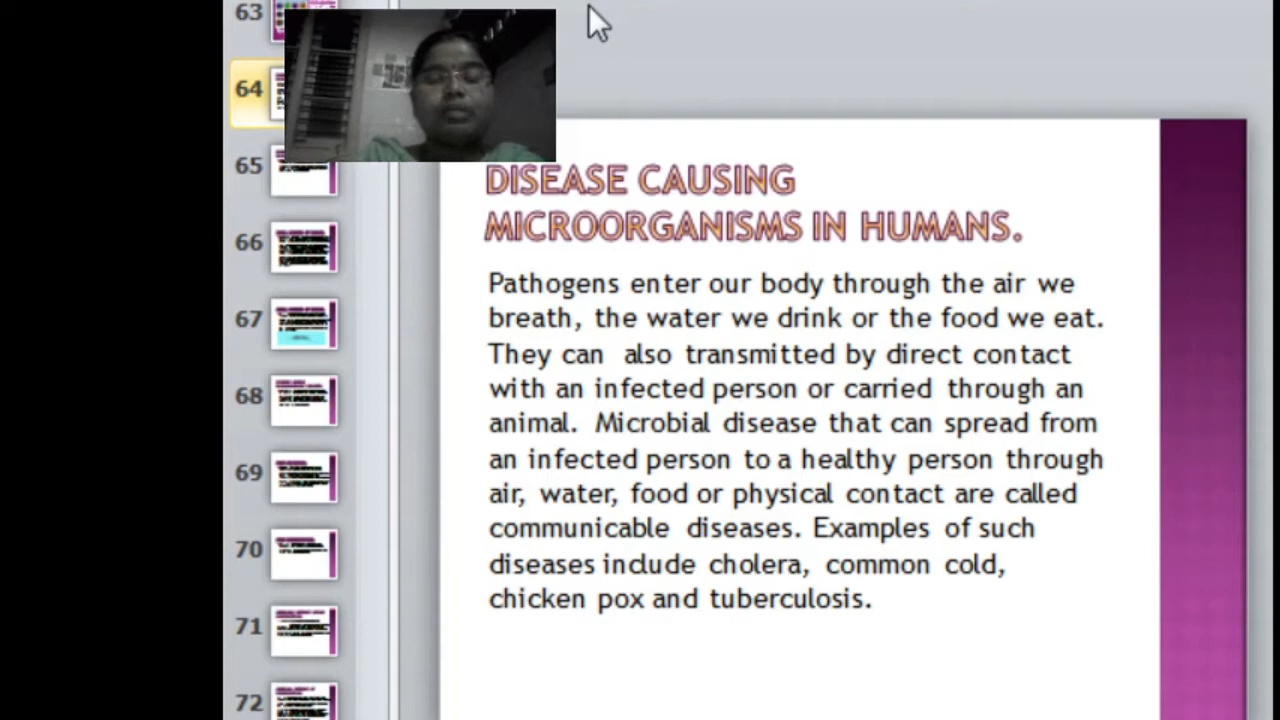 63
64
65
66
67
68
69
70
71
72
DISEASE CAUSING
MICROORGANISMS IN HUMANS.
Pathogens enter our body through the air we
breath, the water we drink or the food we eat.
They can also transmitted by direct contact
with an infected person or carried through an
animal. Microbial disease that can spread from
an infected person to a healthy person through
air, water, food or physical contact are called
communicable diseases. Examples of such
diseases include cholera, common cold,
chicken pox and tuberculosis.